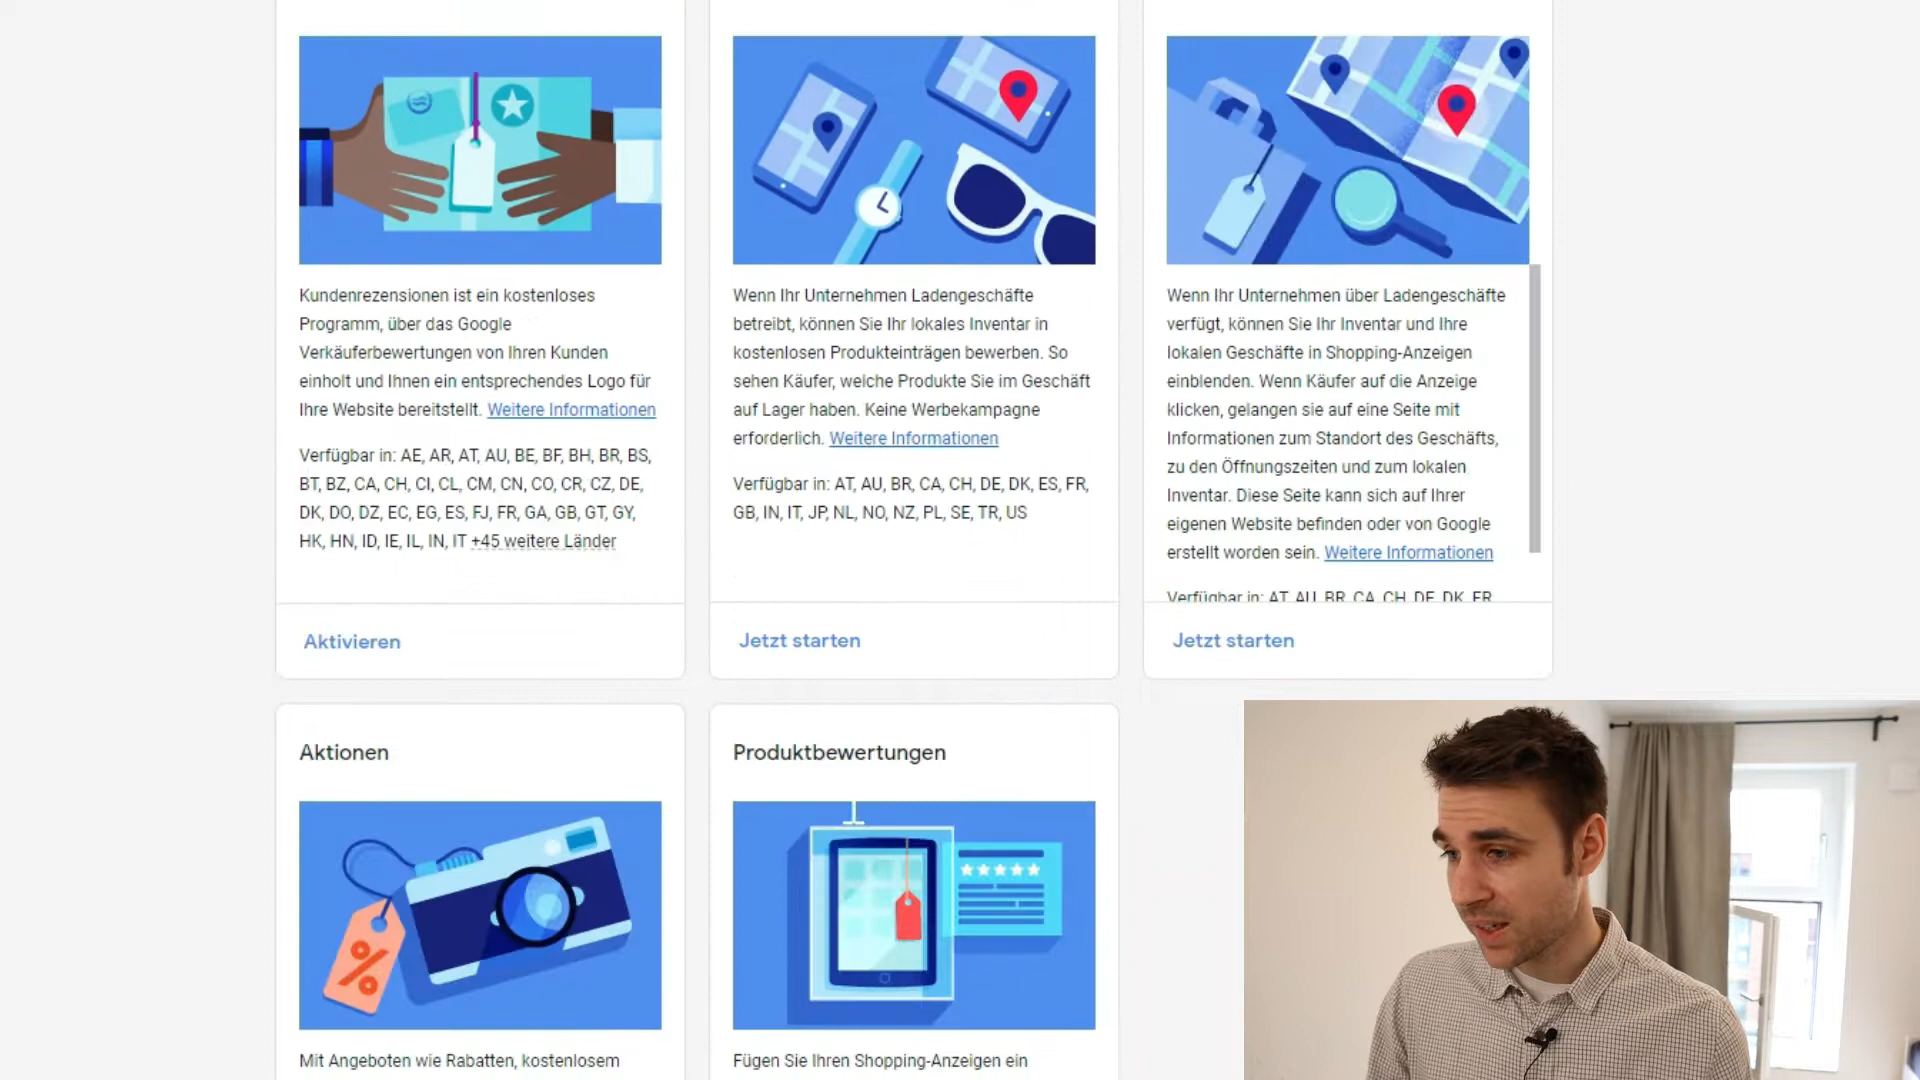 Kundenrezensionen ist ein kostenloses
Programm, über das Google
Verkäuferbewertungen von Ihren Kunden
einholt und Ihnen ein entsprechendes Logo für
Ihre Website bereitstellt. Weitere Informationen
Verfügbar in: AE, AR, AT, AU, BE, BF, BH, BR, BS,
BT, BZ, CA, CH, CI, CL, CM, CN, CO, CR, CZ, DE,
DK, DO, DZ, EC, EG, ES, FJ, FR, GA, GB, GT, GY,
HK, HN, ID, IE, IL, IN, IT +45 weitere Länder
Aktivieren
Wenn Ihr Unternehmen Ladengeschäfte
betreibt, können Sie Ihr lokales Inventar in
kostenlosen Produkteinträgen bewerben. So
sehen Käufer, welche Produkte Sie im Geschäft
auf Lager haben. Keine Werbekampagne
erforderlich. Weitere Informationen
Verfügbar in: AT, AU, BR, CA, CH, DE, DK, ES, FR,
GB, IN, IT, JP, NL, NO, NZ, PL, SE, TR, US
Jetzt starten
Wenn Ihr Unternehmen über Ladengeschäfte
verfügt, können Sie Ihr Inventar und Ihre
lokalen Geschäfte in Shopping-Anzeigen
einblenden. Wenn Käufer auf die Anzeige
klicken, gelangen sie auf eine Seite mit
Informationen zum Standort des Geschäfts,
zu den Öffnungszeiten und zum lokalen
Inventar. Diese Seite kann sich auf Ihrer
eigenen Website befinden oder von Google
erstellt worden sein. Weitere Informationen
Verfügbar in: AT, AU, BR, CA, CH, DE, DK, FR
Jetzt starten
Aktionen
%
Mit Angeboten wie Rabatten, kostenlosem
Produktbewertungen
Fügen Sie Ihren Shopping-Anzeigen ein